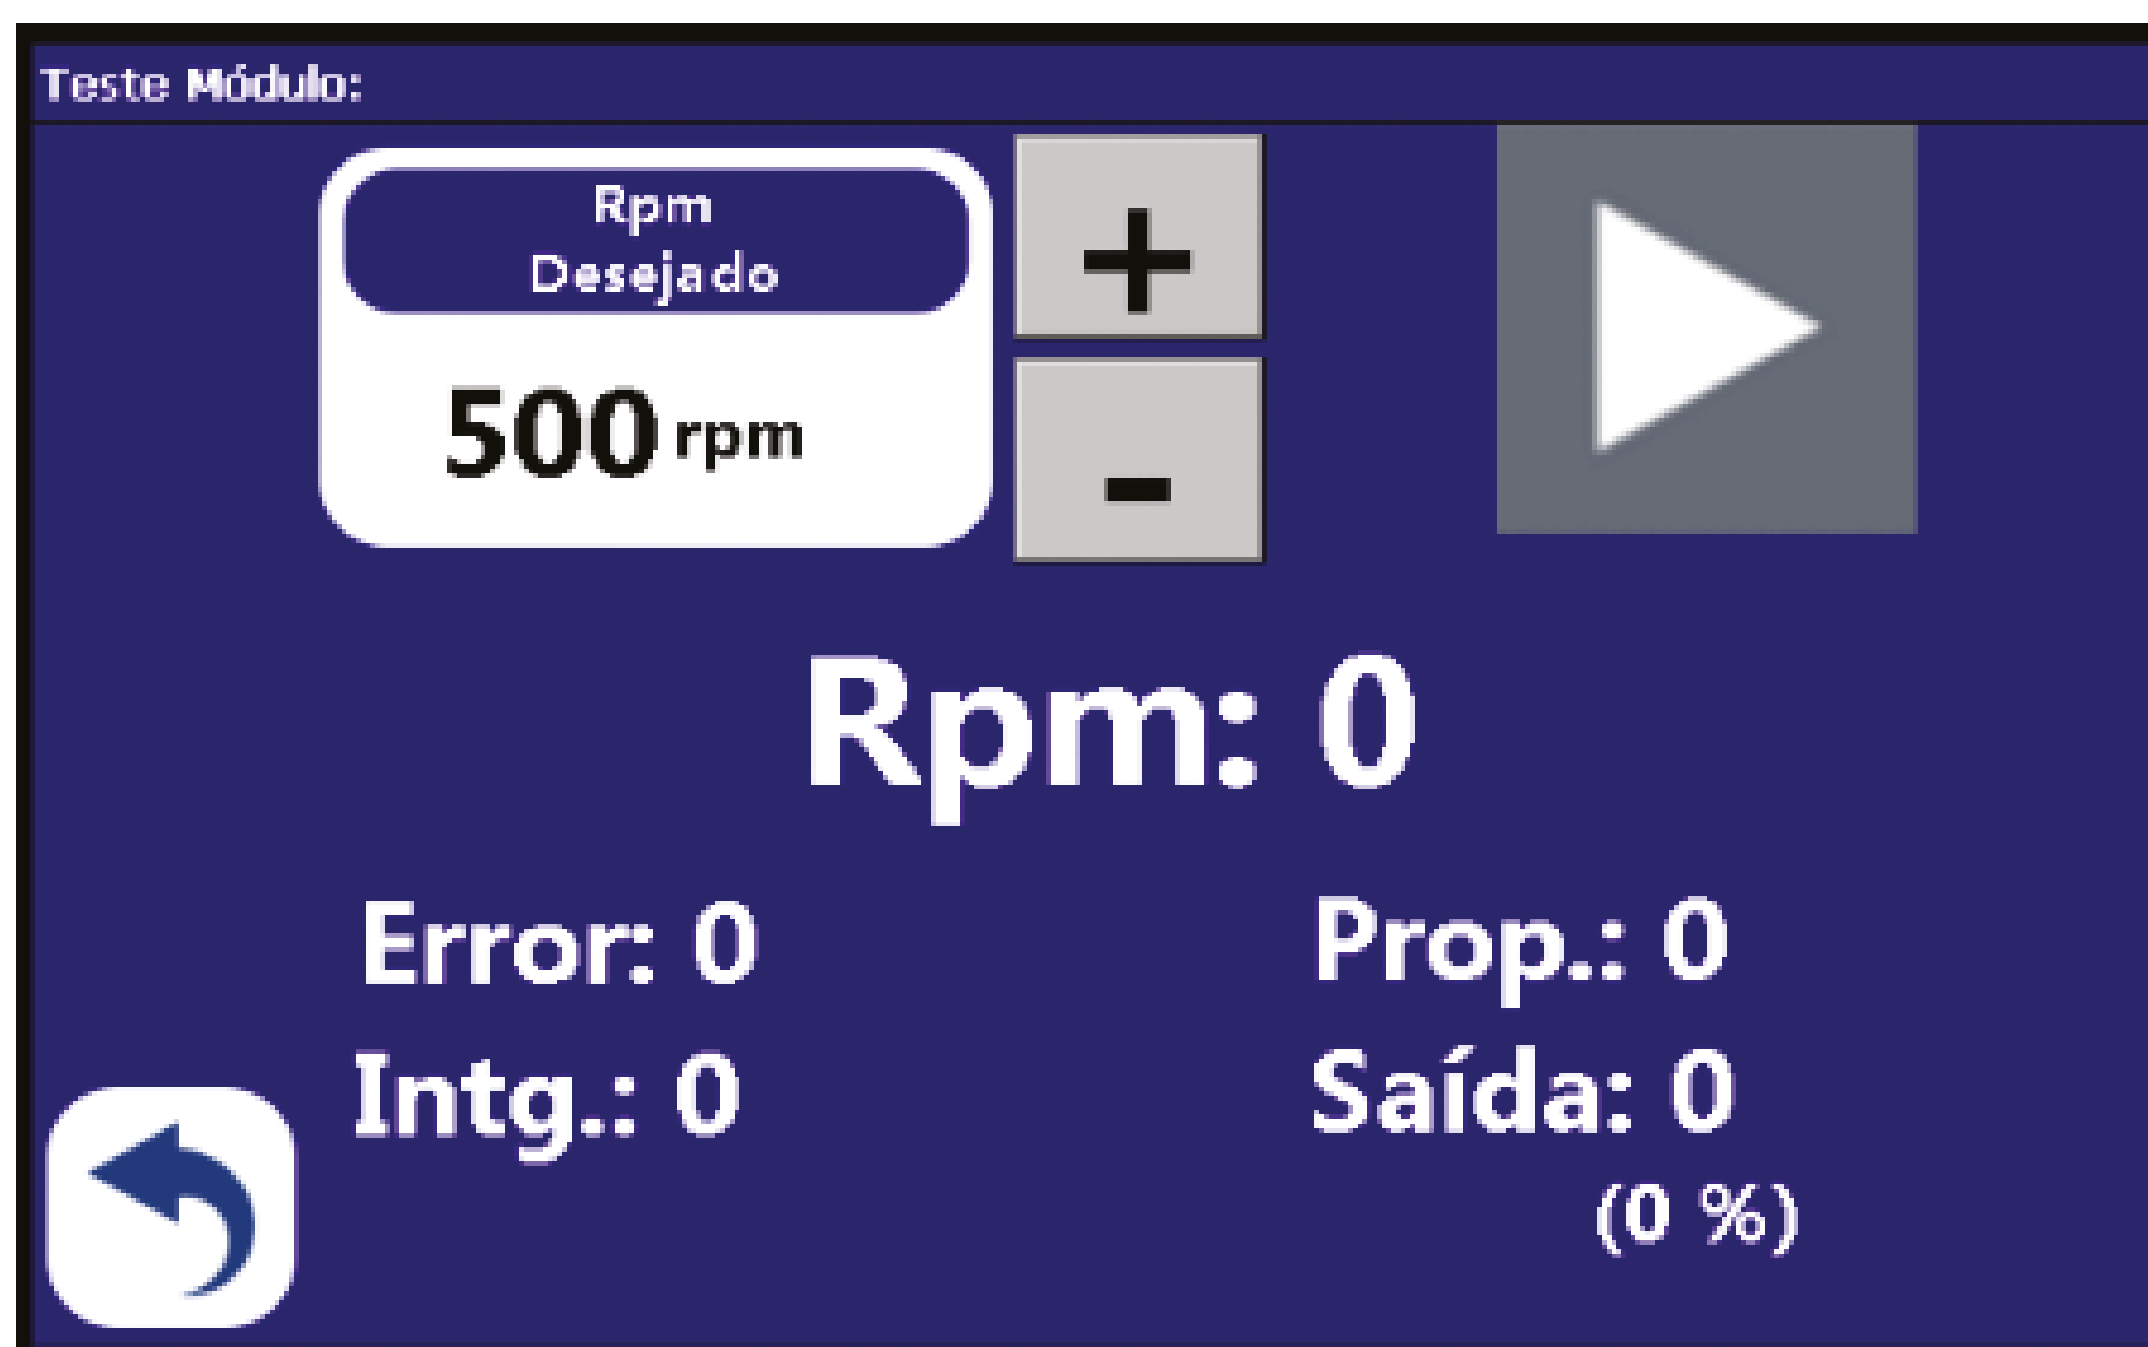 Teste Módulo:
Rpm
Desejado
+
500 rpm
-
Rpm: 0
Error: 0
Prop.: 0
Intg.: 0
Saída: 0
(0 %)